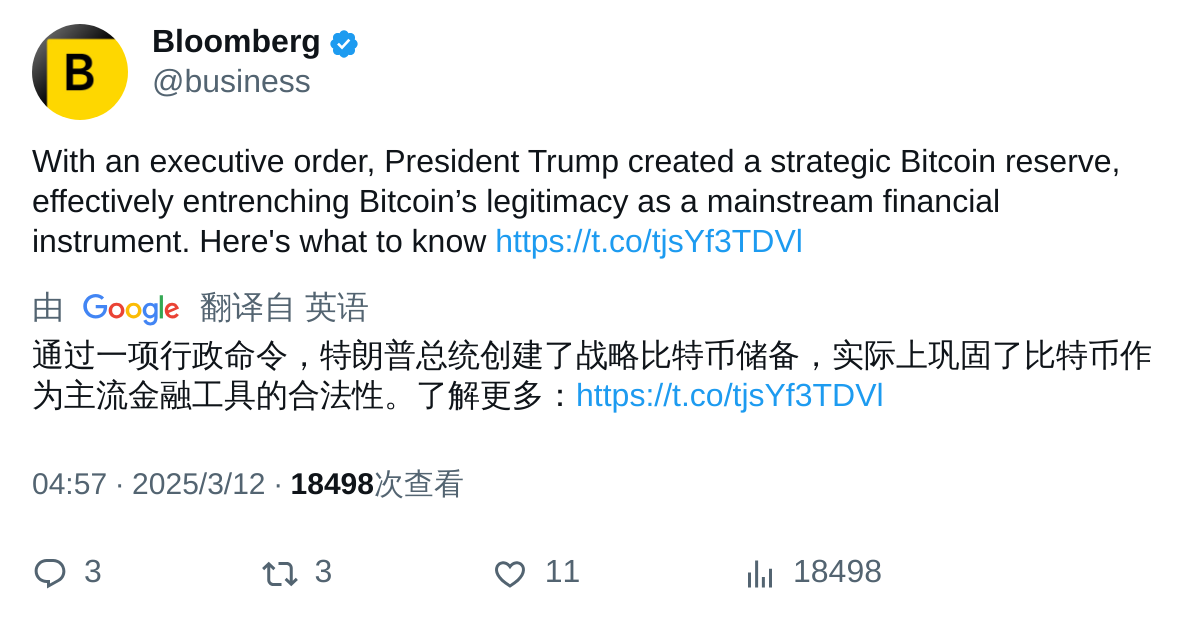 B
Bloomberg
@business
With an executive order, President Trump created a strategic Bitcoin reserve,
effectively entrenching Bitcoin’s legitimacy as a mainstream financial
instrument. Here's what to know https://t.co/tjsYf3TDVl
由 Google 翻译自 英语
通过一项行政命令，特朗普总统创建了战略比特币储备，实际上巩固了比特币作
为主流金融工具的合法性。了解更多：https://t.co/tjsYf3TDVl
04:57 · 2025/3/12 · 18498次查看
3 3 11 18498